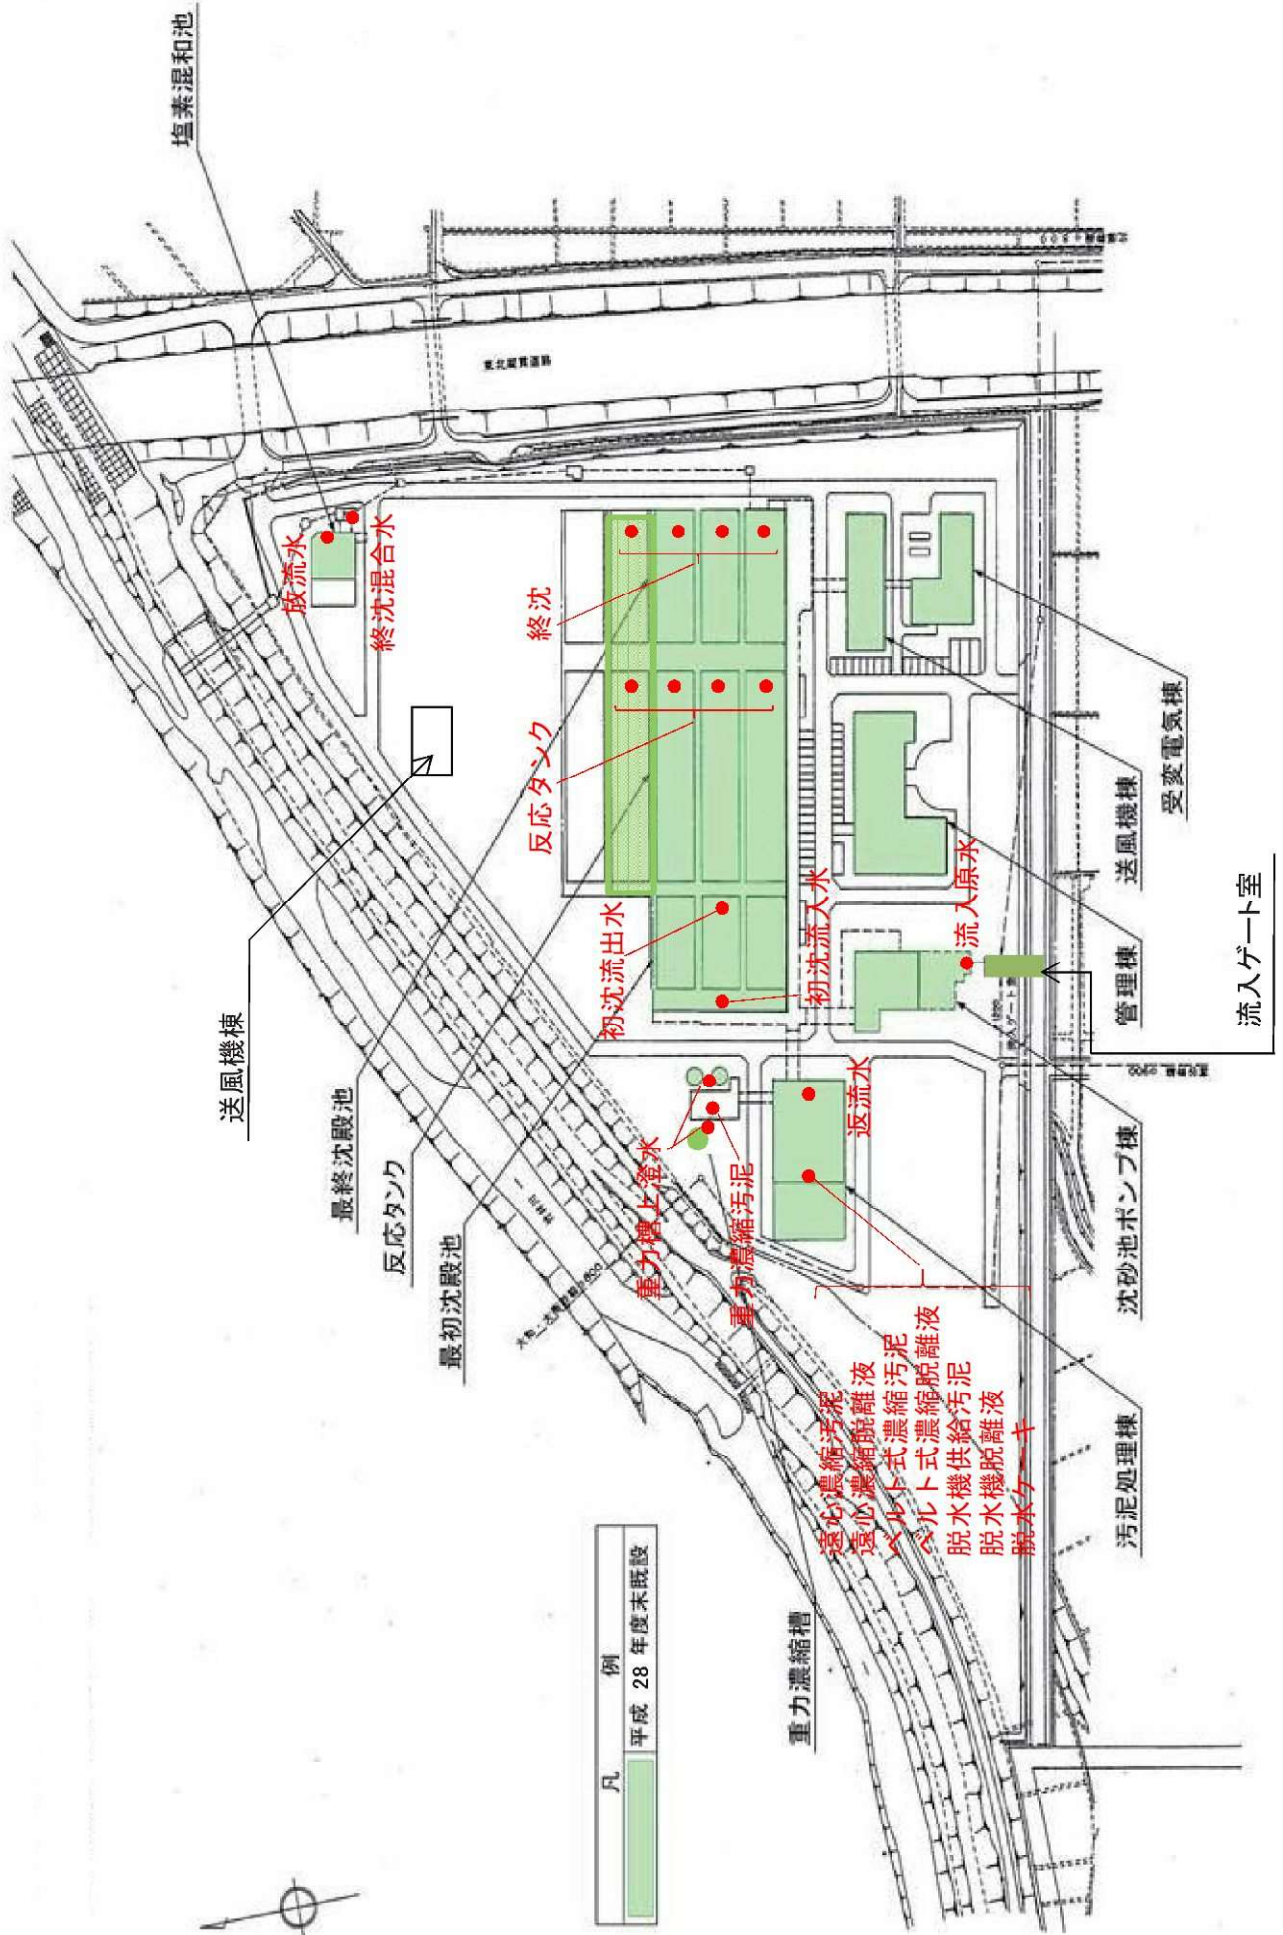 塩素混和池
放流水
終沈混合水
東北縦貫道路
終沈
反応タンク
送風機棟
初沈流出水
初沈流入水
流入原水
受変電気棟
送風機棟
管理棟
流入ゲート室
沈砂池ポンプ棟
汚泥処理棟
最終沈殿池
反応タンク
最初沈殿池
返流水
重力槽上澄水
重力濃縮汚泥
遠心濃縮汚泥
遠心濃縮脱離液
ベルト式濃縮汚泥
ベルト式濃縮脱離液
脱水機供給汚泥
脱水機脱離液
脱水ケーキ
重力濃縮槽
凡 例
平成 28 年度末既設